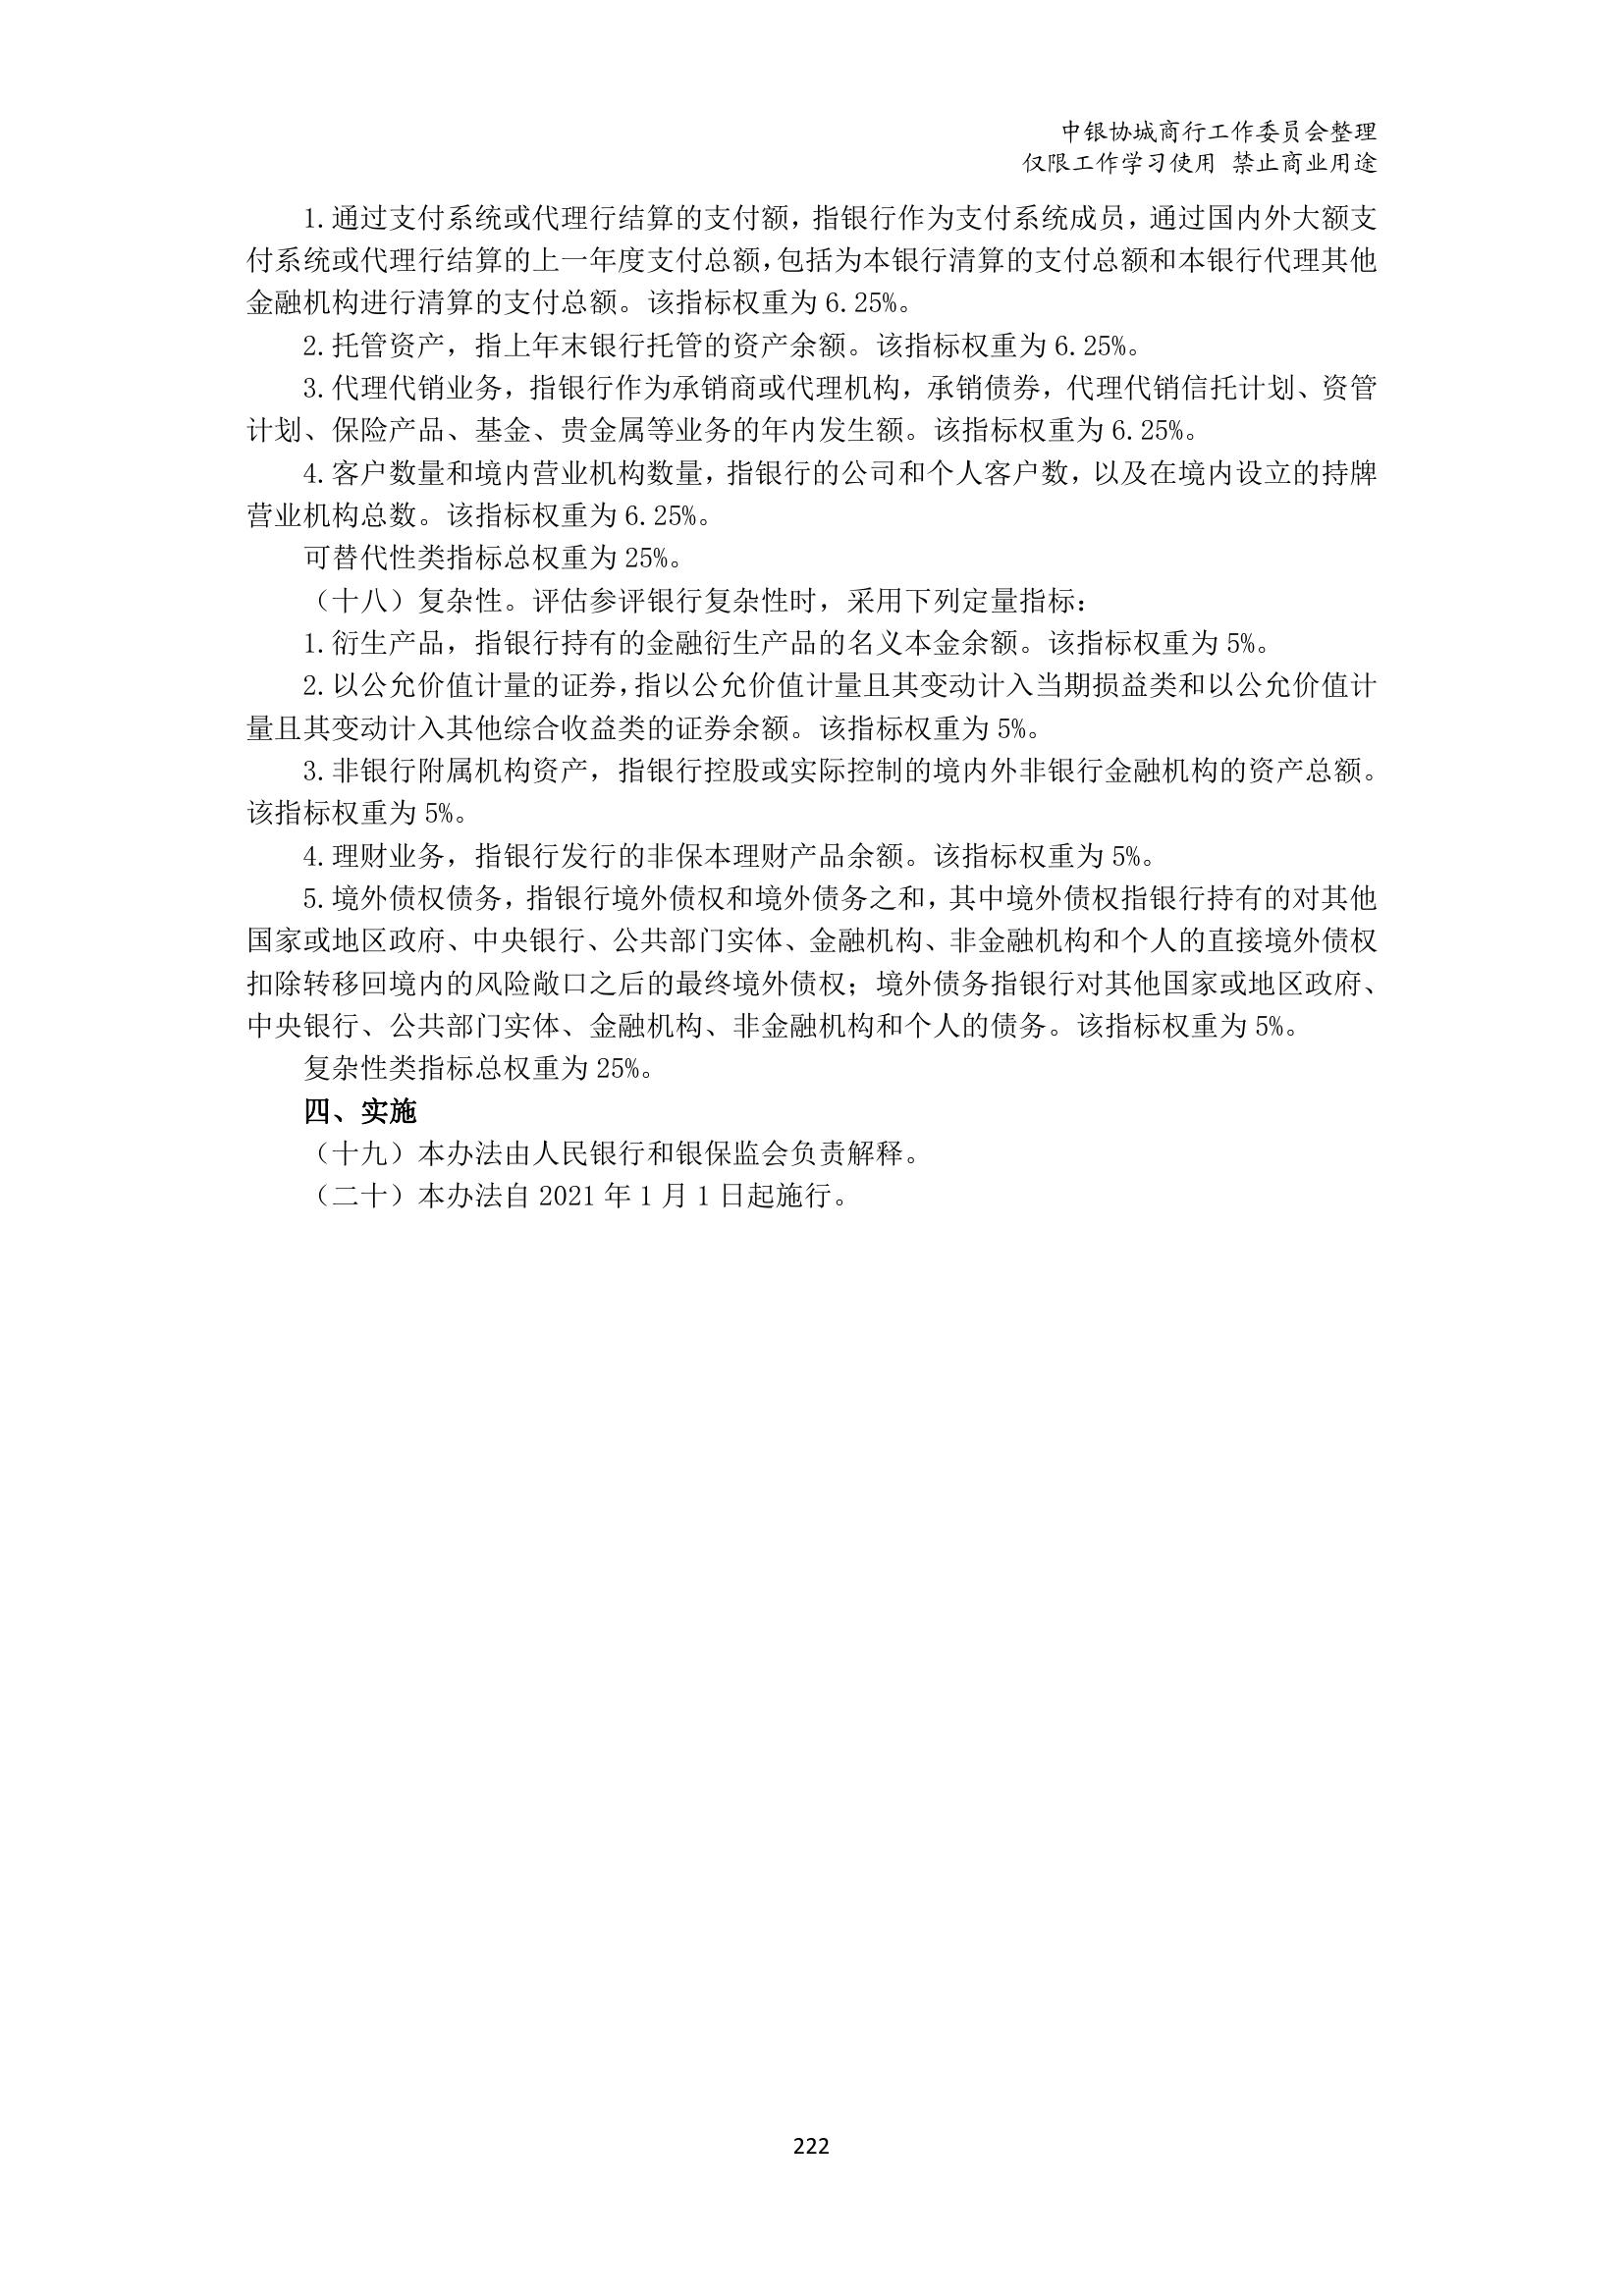 中银协城商行工作委员会整理
仅限工作学习使用 禁止商业用途
1.通过支付系统或代理行结算的支付额，指银行作为支付系统成员，通过国内外大额支
付系统或代理行结算的上一年度支付总额，包括为本银行清算的支付总额和本银行代理其他
金融机构进行清算的支付总额。该指标权重为 6.25%。
2.托管资产，指上年末银行托管的资产余额。该指标权重为 6.25%。
3.代理代销业务，指银行作为承销商或代理机构，承销债券，代理代销信托计划、资管
计划、保险产品、基金、贵金属等业务的年内发生额。该指标权重为 6.25%。
4.客户数量和境内营业机构数量，指银行的公司和个人客户数，以及在境内设立的持牌
营业机构总数。该指标权重为 6.25%。
可替代性类指标总权重为 25%。
（十八）复杂性。评估参评银行复杂性时，采用下列定量指标：
1.衍生产品，指银行持有的金融衍生产品的名义本金余额。该指标权重为 5%。
2.以公允价值计量的证券，指以公允价值计量且其变动计入当期损益类和以公允价值计
量且其变动计入其他综合收益类的证券余额。该指标权重为 5%。
3.非银行附属机构资产，指银行控股或实际控制的境内外非银行金融机构的资产总额。
该指标权重为 5%。
4.理财业务，指银行发行的非保本理财产品余额。该指标权重为 5%。
5.境外债权债务，指银行境外债权和境外债务之和，其中境外债权指银行持有的对其他
国家或地区政府、中央银行、公共部门实体、金融机构、非金融机构和个人的直接境外债权
扣除转移回境内的风险敞口之后的最终境外债权；境外债务指银行对其他国家或地区政府、
中央银行、公共部门实体、金融机构、非金融机构和个人的债务。该指标权重为 5%。
复杂性类指标总权重为 25%。
四、实施
（十九）本办法由人民银行和银保监会负责解释。
（二十）本办法自 2021 年 1 月 1 日起施行。
222